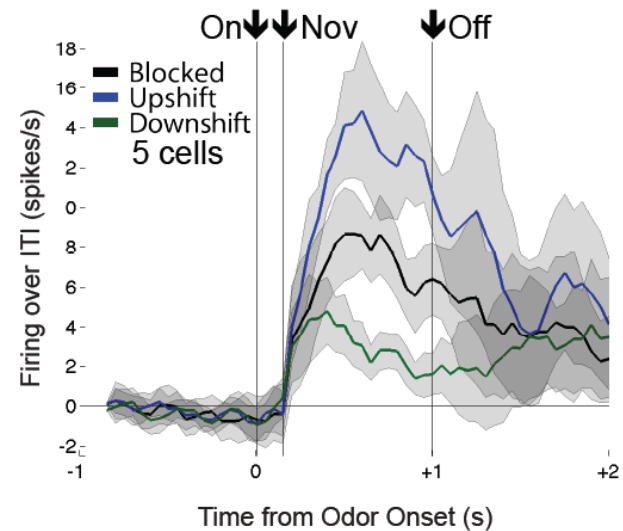 On Nov Off
18
16
4
2
0
8
6
4
2
0
-2
Blocked
Upshift
Downshift
5 cells
Firing over ITI (spikes/s)
-1 0 +1 +2
Time from Odor Onset (s)